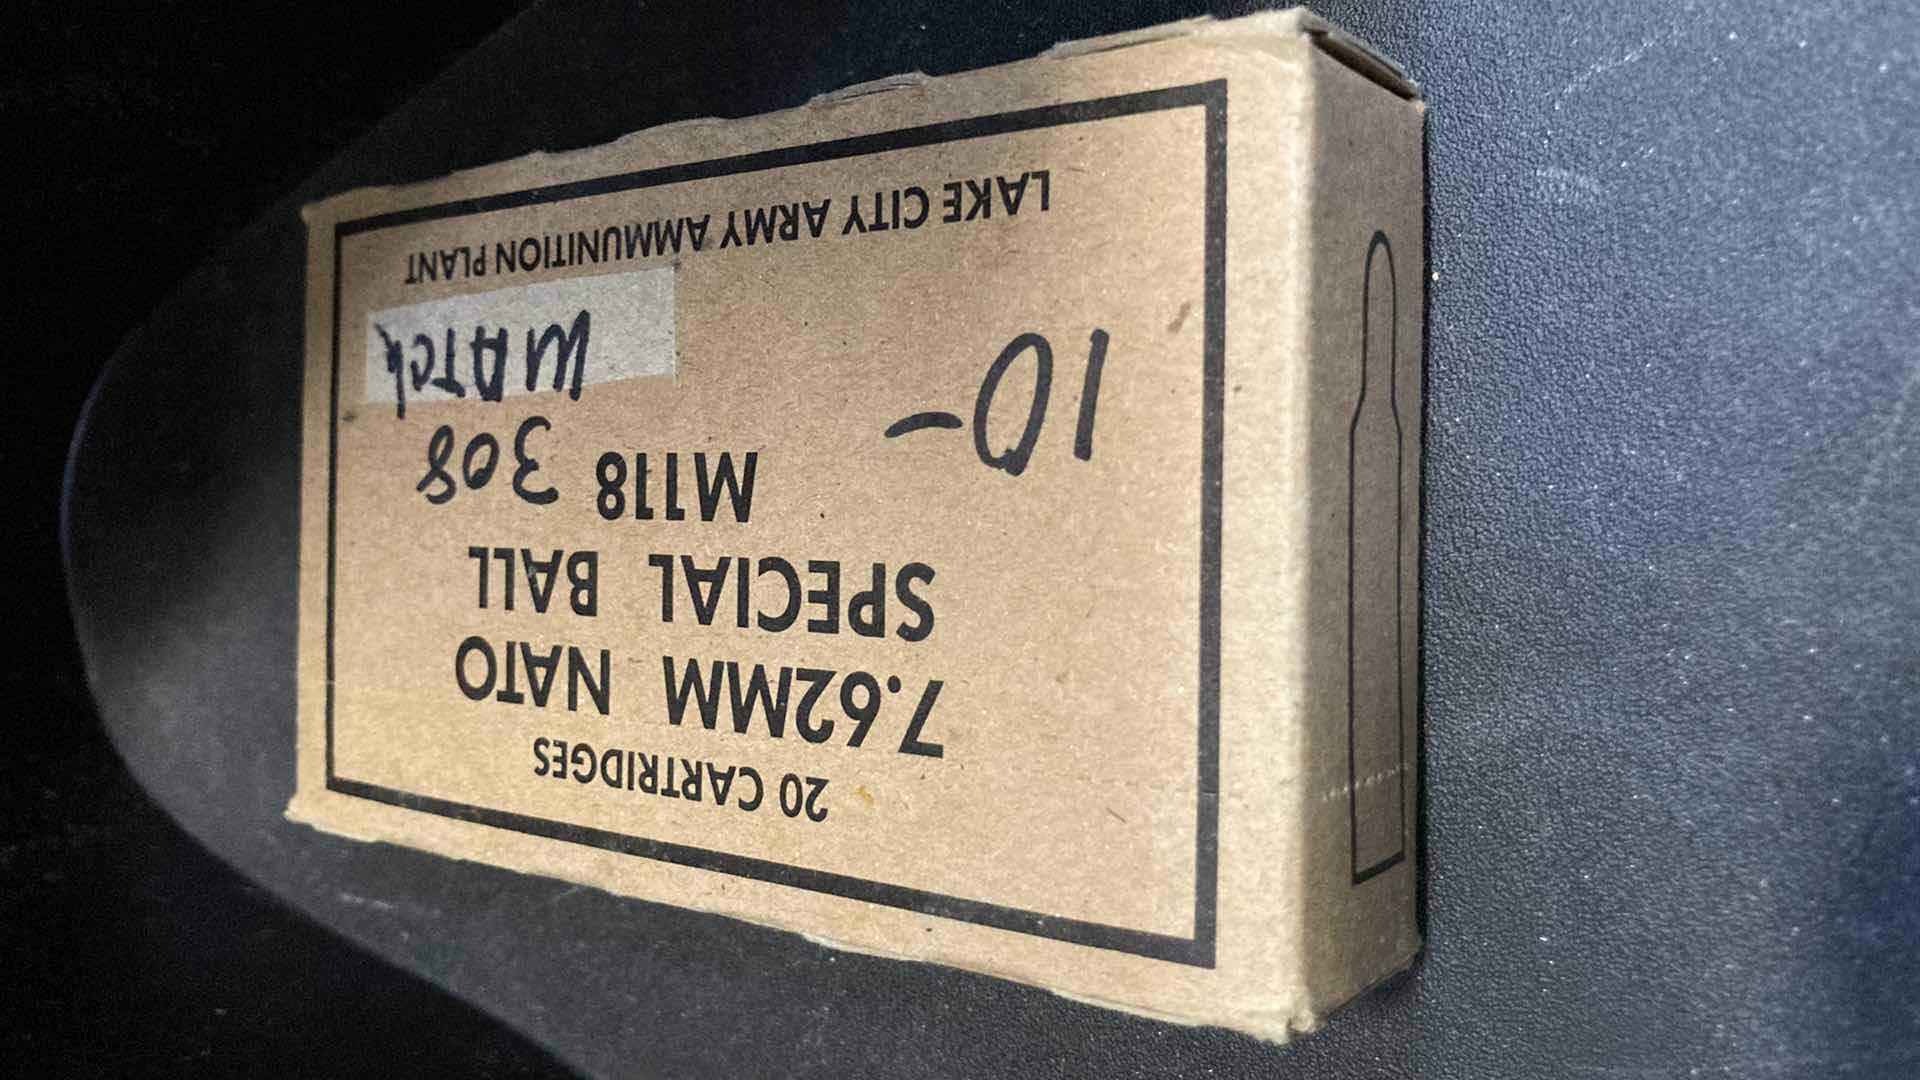 20 CARTRIDGES
7.62MM NATO
SPECIAL BALL
M118 308
10- MATCh
LAKE CITY ARMY AMMUNITION PLANT